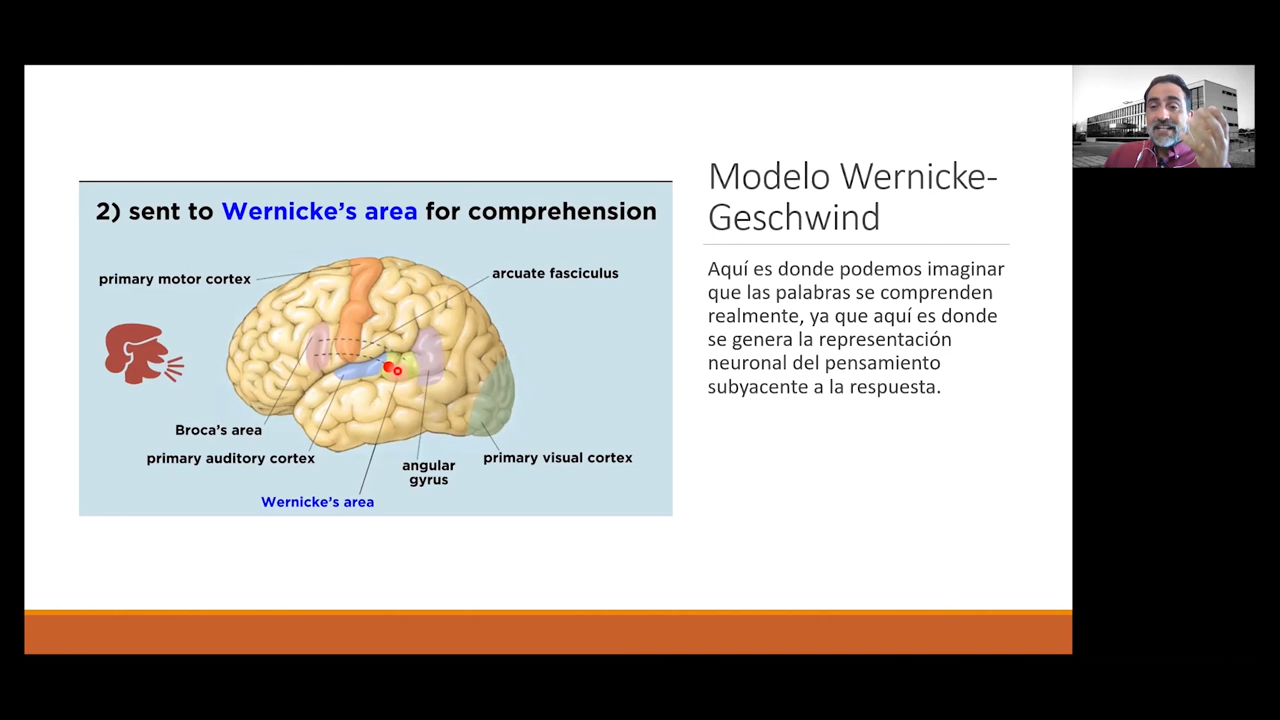 2) sent to Wernicke's area for comprehension
primary motor cortex
arcuate fasciculus
Broca's area
primary auditory cortex
angular
gyrus
primary visual cortex
Wernicke's area
Modelo Wernicke-
Geschwind
Aquí es donde podemos imaginar
que las palabras se comprenden
realmente, ya que aquí es donde
se genera la representación
neuronal del pensamiento
subyacente a la respuesta.